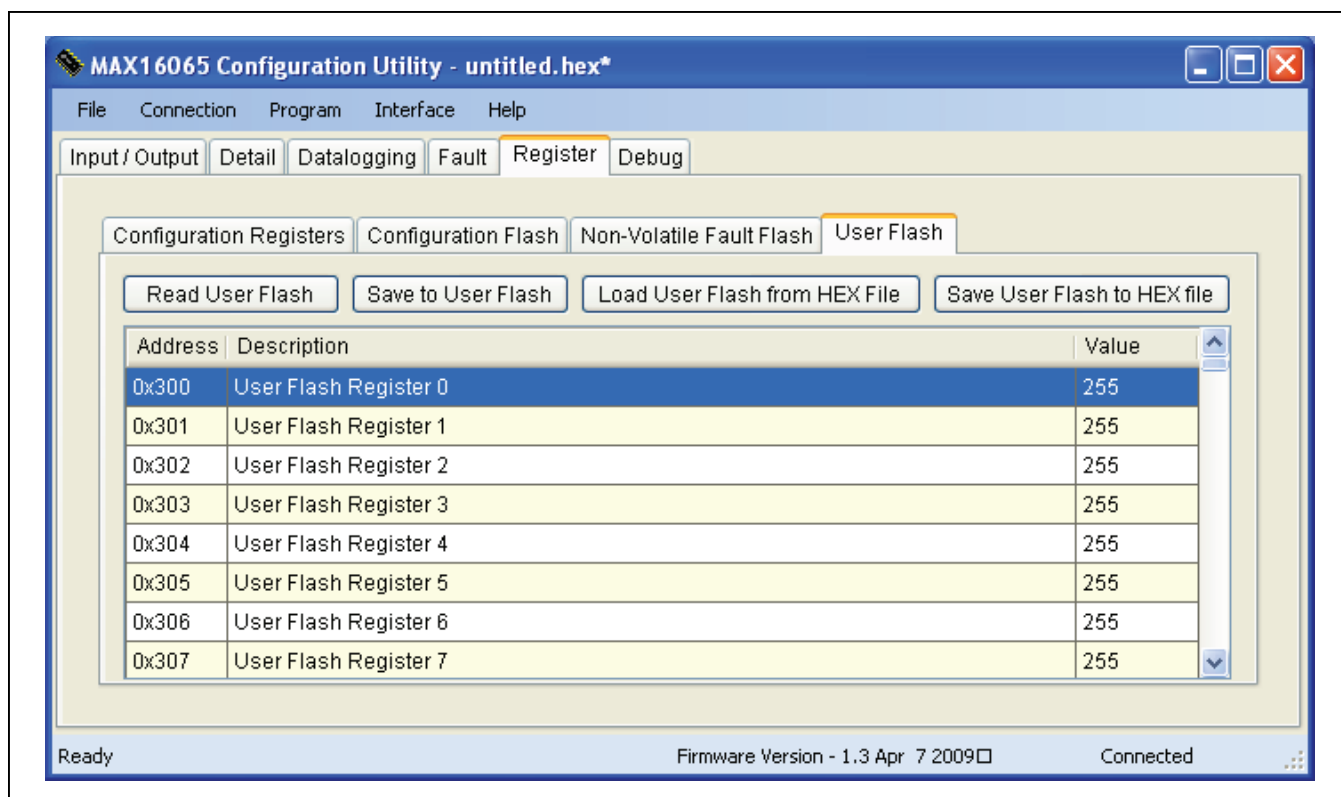 MAX16065 Configuration Utility - untitled.hex*
File Connection Program Interface Help
Input / Output Detail Datalogging Fault Register Debug
Configuration Registers Configuration Flash Non-Volatile Fault Flash User Flash
Read User Flash Save to User Flash Load User Flash from HEX File Save User Flash to HEX file
Address Description Value
0x300 User Flash Register 0 255
0x301 User Flash Register 1 255
0x302 User Flash Register 2 255
0x303 User Flash Register 3 255
0x304 User Flash Register 4 255
0x305 User Flash Register 5 255
0x306 User Flash Register 6 255
0x307 User Flash Register 7 255
Ready Firmware Version - 1.3 Apr 7 2009□ Connected